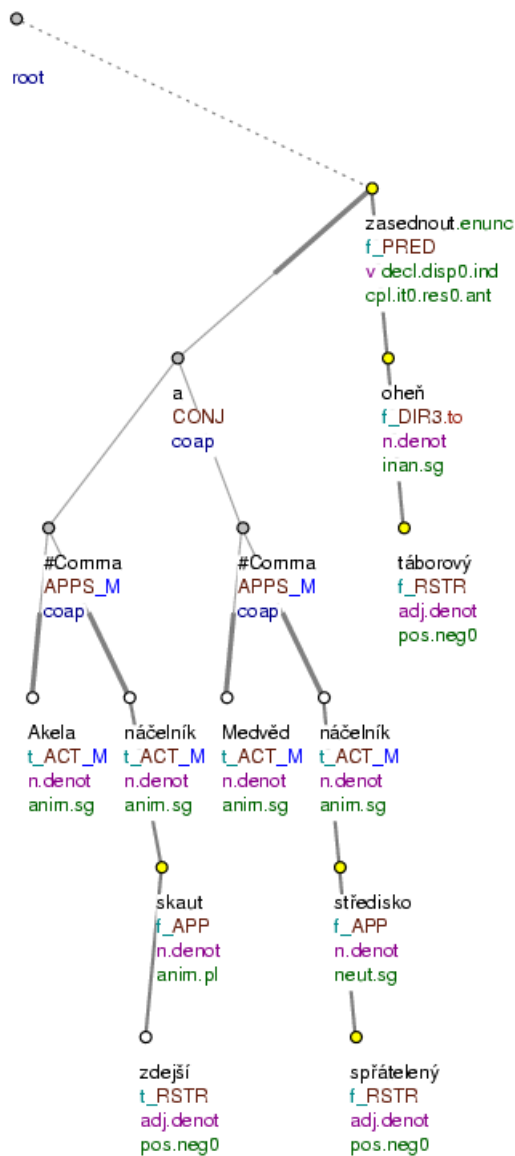 root
zasednout.enunc
f_PRED
v decl.disp0.ind
cpl.it0.res0.ant
a
CONJ
coap
oheň
f_DIR3.to
n.denot
inan.sg
#Comma
APPS_M
coap
#Comma
APPS_M
coap
táborový
f_RSTR
adj.denot
pos.neg0
Akela
t_ACT_M
n.denot
anim.sg
náčelník
t_ACT_M
n.denot
anim.sg
Medvěd
t_ACT_M
n.denot
anim.sg
náčelník
t_ACT_M
n.denot
anim.sg
skaut
f_APP
n.denot
anim.pl
středisko
f_APP
n.denot
neut.sg
zdejší
t_RSTR
adj.denot
pos.neg0
spřátelený
f_RSTR
adj.denot
pos.neg0